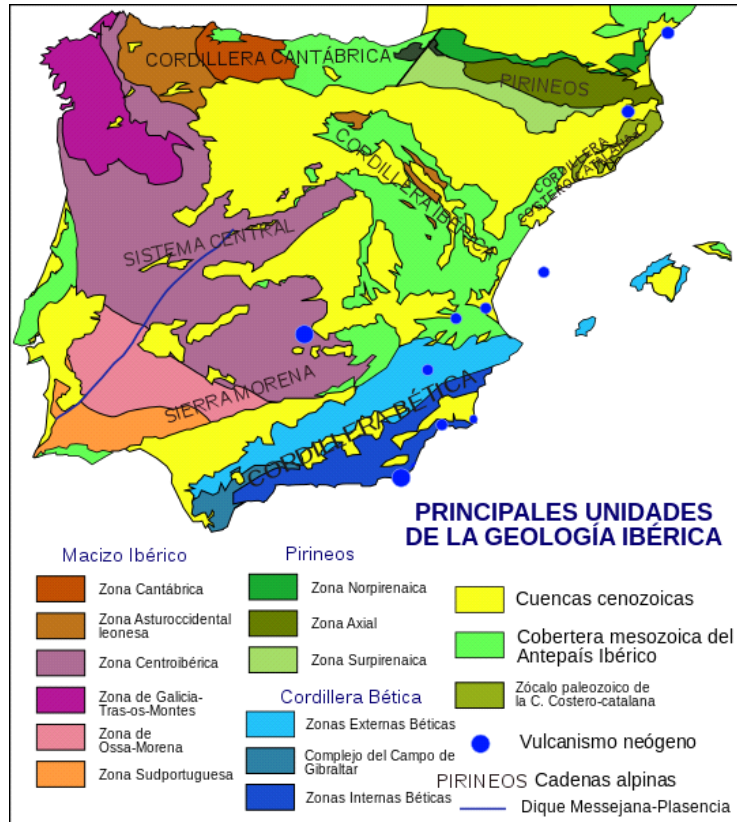 CORDILLERA CANTÁBRICA
PIRINEOS
CORDILLERA
COSTERO-CATALANA
CORDILLERA IBÉRICA
SISTEMA CENTRAL
SIERRA MORENA
CORDILLERA BÉTICA
PRINCIPALES UNIDADES
DE LA GEOLOGÍA IBÉRICA
Macizo Ibérico
Zona Cantábrica
Zona Asturoccidental
leonesa
Zona Centroibérica
Zona de Galicia-
Tras-os-Montes
Zona de
Ossa-Morena
Zona Sudportuguesa
Pirineos
Zona Norpirenaica
Zona Axial
Zona Surpirenaica
Cordillera Bética
Zonas Externas Béticas
Complejo del Campo de
Gibraltar
Zonas Internas Béticas
Cuencas cenozoicas
Cobertera mesozoica del
Antepaís Ibérico
Zócalo paleozoico de
la C. Costero-catalana
Vulcanismo neógeno
PIRINEOS Cadenas alpinas
Dique Messejana-Plasencia